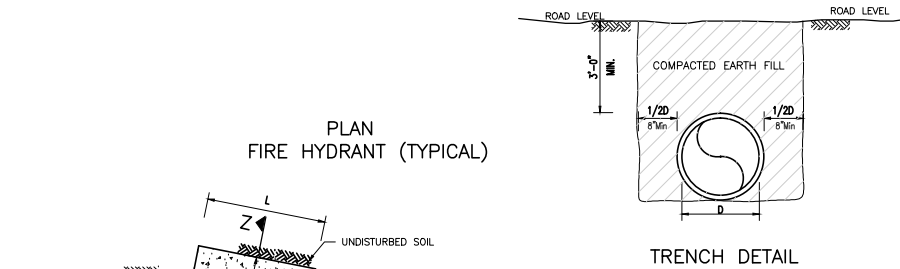 ROAD LEVEL
ROAD LEVEL
3'-0"
MIN.
COMPACTED EARTH FILL
1/2D
8"Min
1/2D
8"Min
PLAN
FIRE HYDRANT (TYPICAL)
D
L
Z
UNDISTURBED SOIL
TRENCH DETAIL